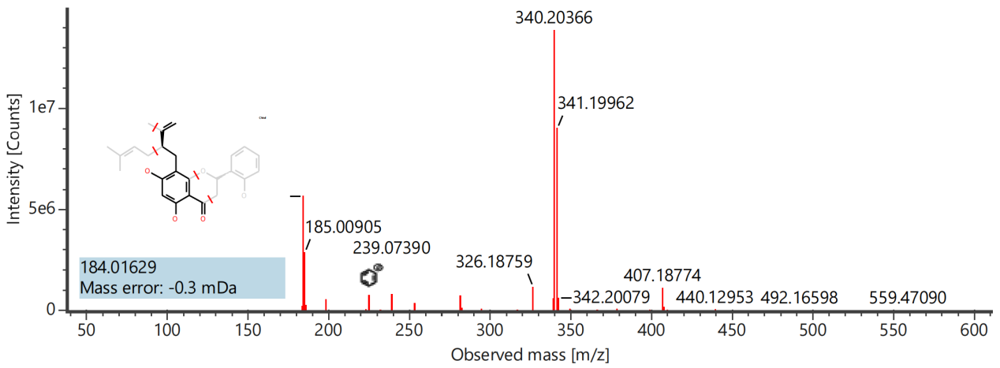 340.20366
1e7
341.19962
Intensity [Counts]
5e6
185.00905
239.07390
326.18759
407.18774
184.01629
Mass error: -0.3 mDa
342.20079
440.12953
492.16598
559.47090
0
50
100
150
200
250
300
350
400
450
500
550
600
Observed mass [m/z]
O
O
O
O
O